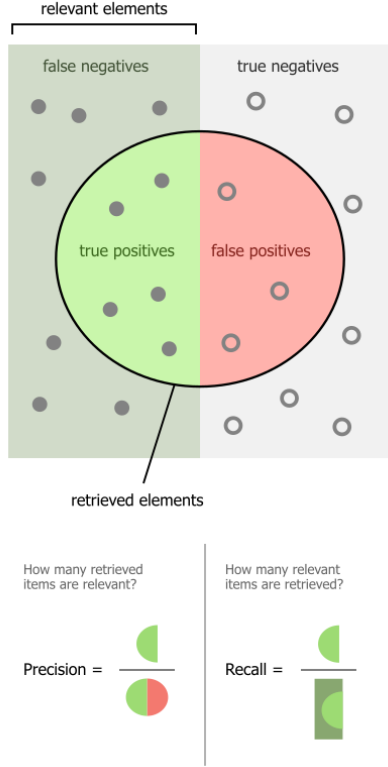 relevant elements
false negatives
true negatives
true positives
false positives
retrieved elements
How many retrieved
items are relevant?
Precision =
How many relevant
items are retrieved?
Recall =